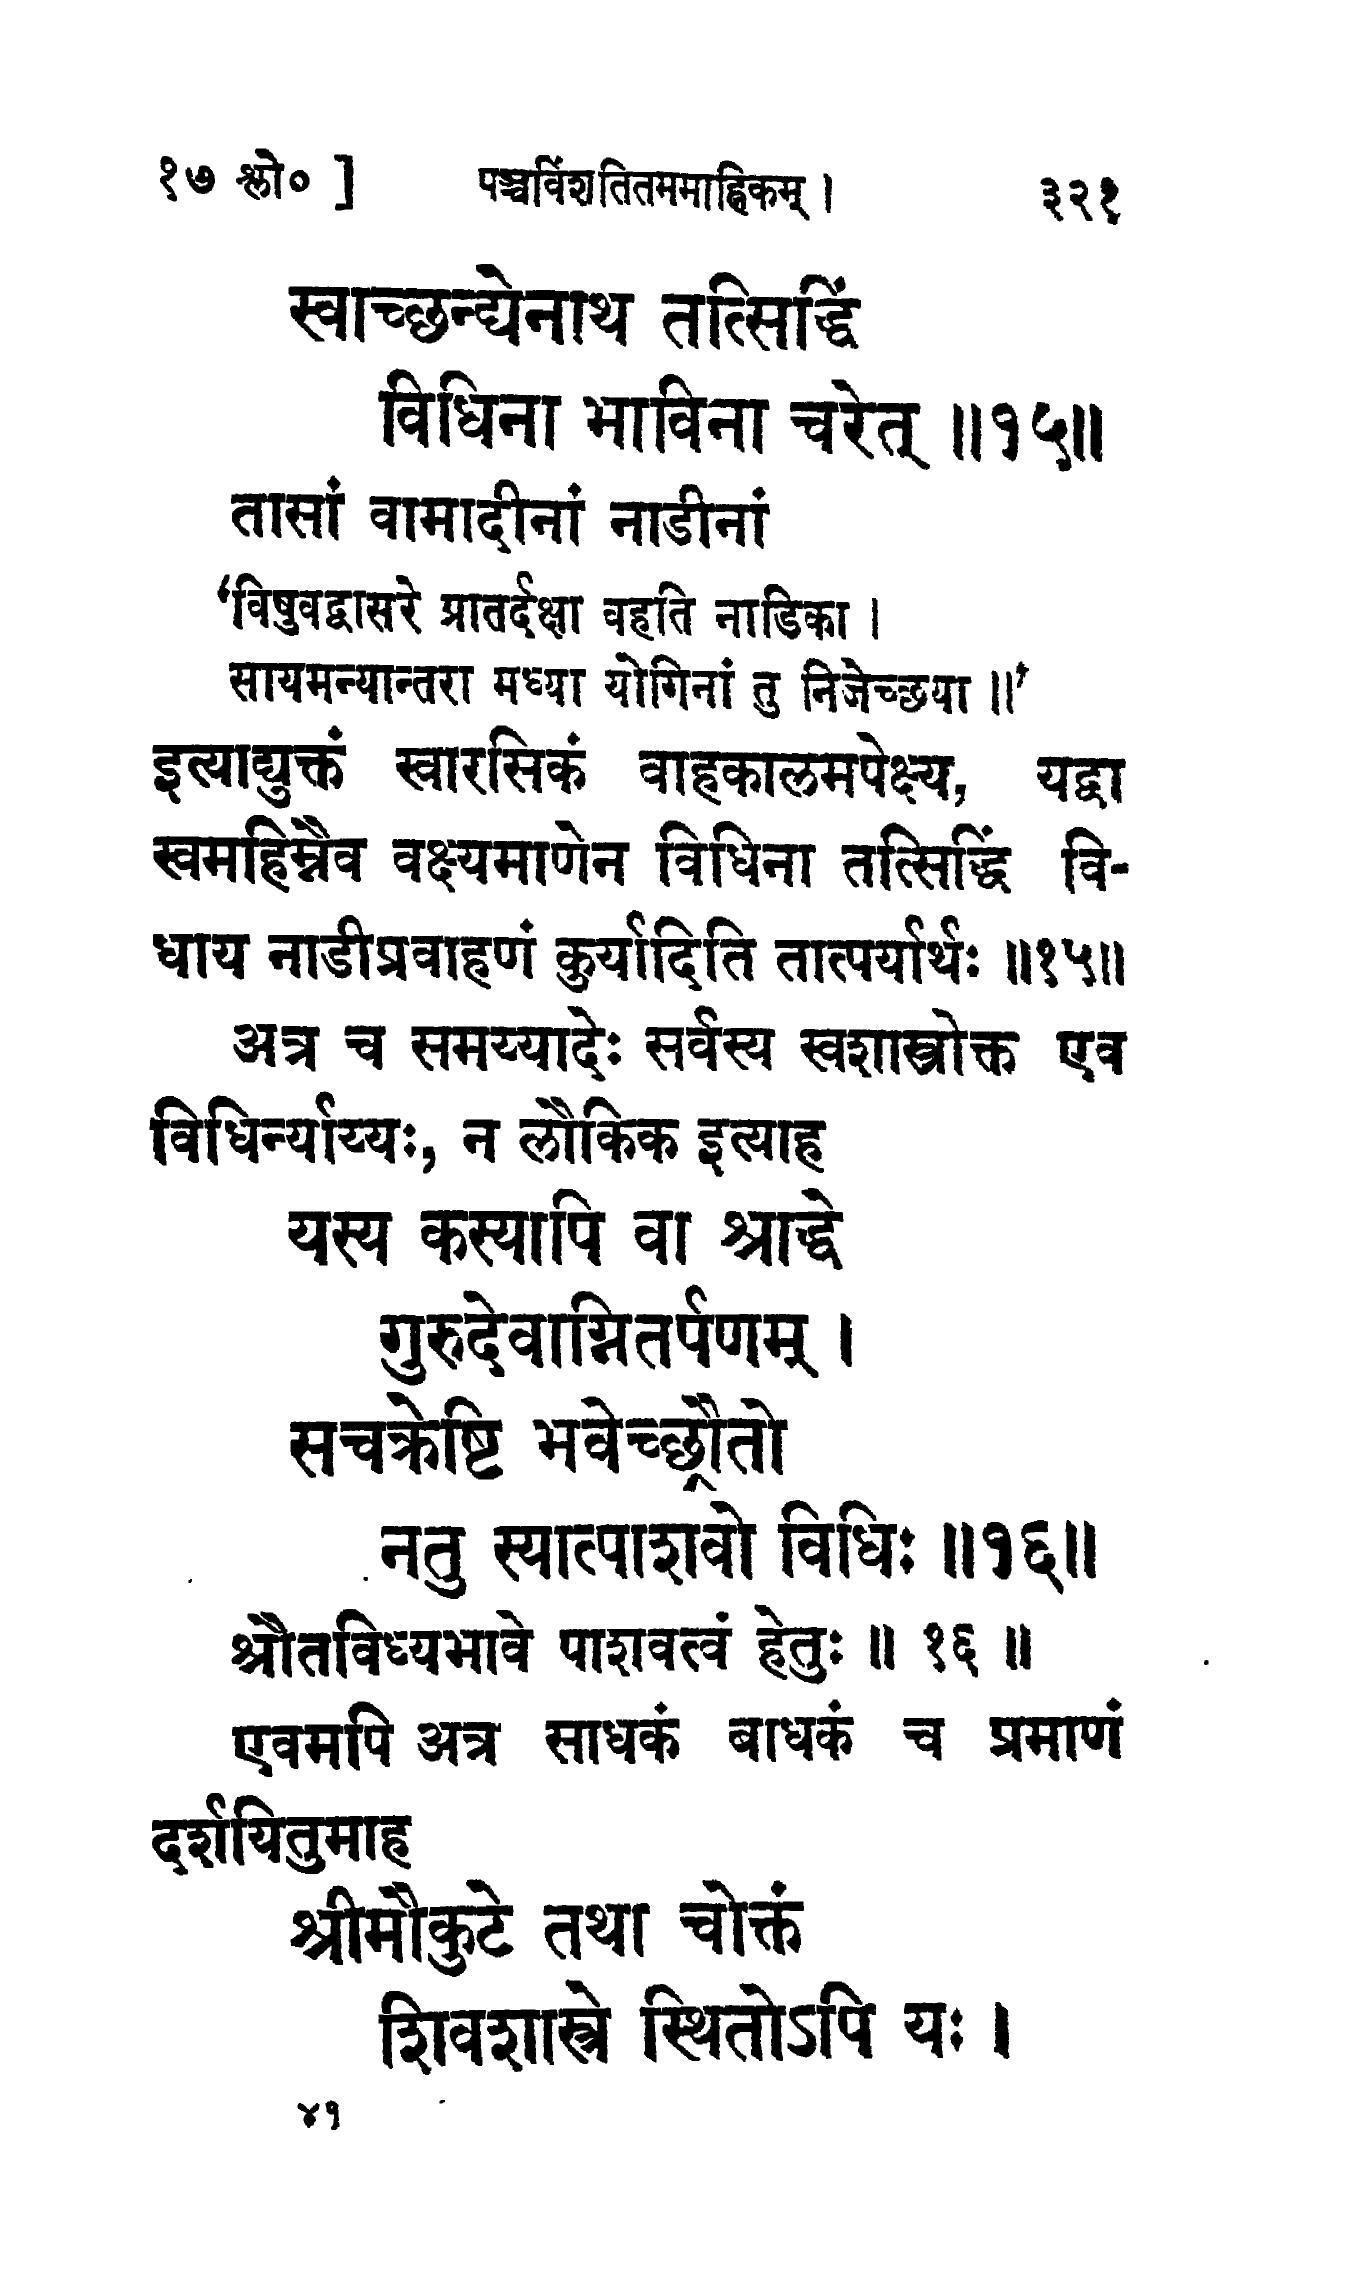 १७ श्लो० ] पञ्चविंशतितममाह्निकम् । ३२१
स्वाच्छन्द्येनाथ तत्सिद्धिं
विधिना भाविना चरेत् ॥१५॥
तासां वामादीनां नाडीनां
‘विषुवद्वासरे प्रातर्दक्षा वहति नाडिका ।
सायमन्यान्तरा मध्या योगिनां तु निजेच्छया ॥’
इत्याद्युक्तं स्वारसिकं वाहकालमपेक्ष्य, यद्वा
स्वमहिम्नैव वक्ष्यमाणेन विधिना तत्सिद्धिं वि-
धाय नाडीप्रवाहणं कुर्यादिति तात्पर्यार्थः ॥१५॥
अत्र च समय्यादेः सर्वस्य स्वशास्त्रोक्त एव
विधिर्न्याय्यः, न लौकिक इत्याह
यस्य कस्यापि वा श्राद्धे
गुरुदेवाग्नितर्पणम् ।
सचक्रेष्टि भवेच्छ्रौतो
नतु स्यात्पाशवो विधिः ॥१६॥
श्रौतविध्यभावे पाशवत्वं हेतुः ॥ १६ ॥
एवमपि अत्र साधकं बाधकं च प्रमाणं
दर्शयितुमाह
श्रीमौकुटे तथा चोक्तं
शिवशास्त्रे स्थितोऽपि यः ।
४१